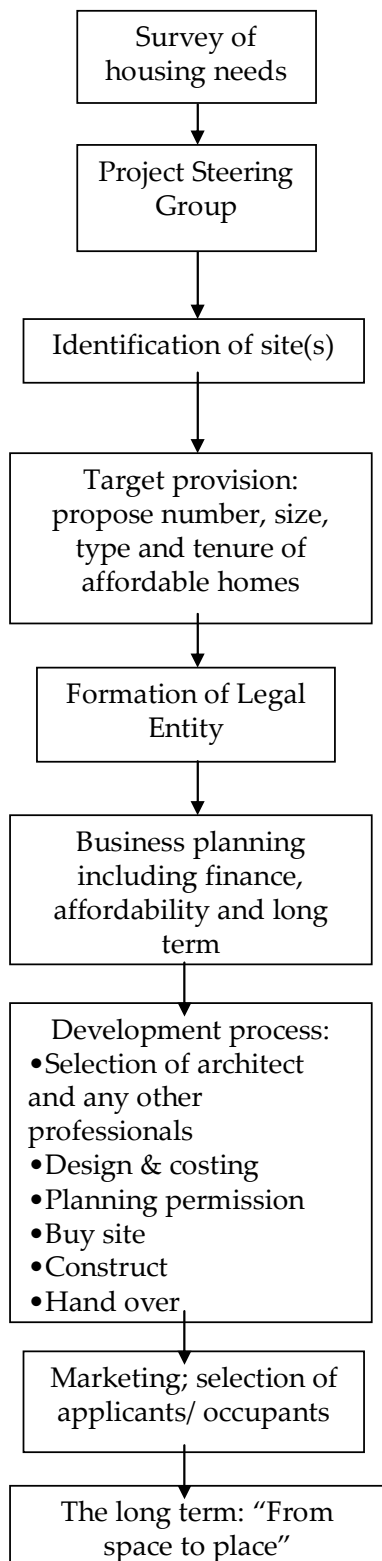 Survey of
housing needs
Project Steering
Group
Identification of site(s)
Target provision:
propose number, size,
type and tenure of
affordable homes
Formation of Legal
Entity
Business planning
including finance,
affordability and long
term
Development process:
•Selection of architect
and any other
professionals
•Design & costing
•Planning permission
•Buy site
•Construct
•Hand over
Marketing; selection of
applicants/ occupants
The long term: “From
space to place”